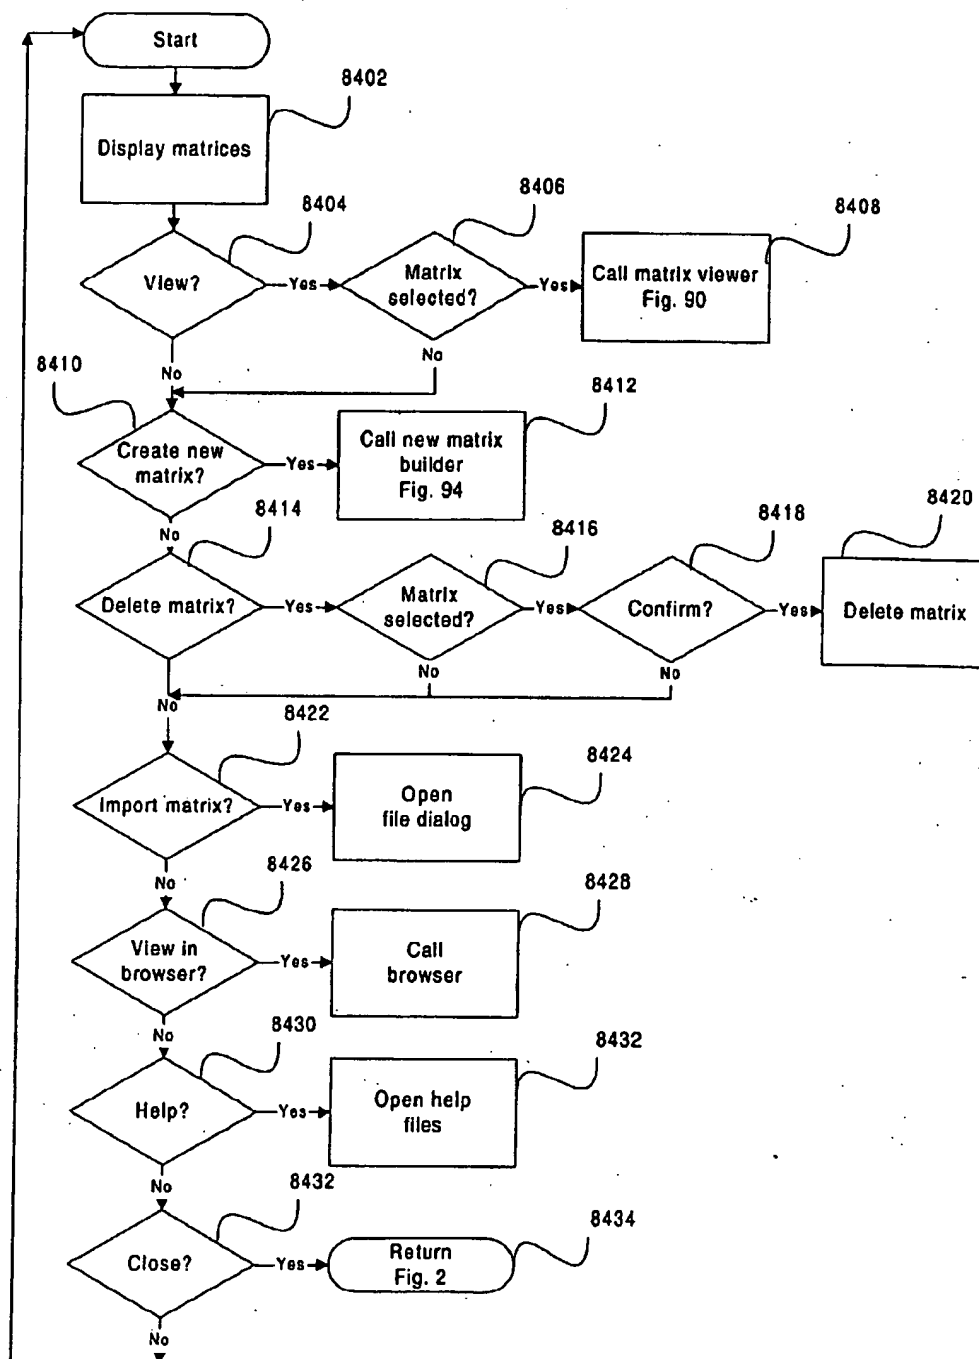 Start
8402
Display matrices
8404
8406
8408
View?
Yes
Matrix
selected?
Yes
Call matrix viewer
Fig. 90
No
No
8410
8412
Create new
matrix?
Yes
Call new matrix
builder
Fig. 94
No
8414
8416
8418
8420
Delete matrix?
Yes
Matrix
selected?
Yes
Confirm?
Yes
Delete matrix
No
No
No
8422
8424
Import matrix?
Yes
Open
file dialog
No
8426
8428
View in
browser?
Yes
Call
browser
No
8430
8432
Help?
Yes
Open help
files
No
8432
8434
Close?
Yes
Return
Fig. 2
No